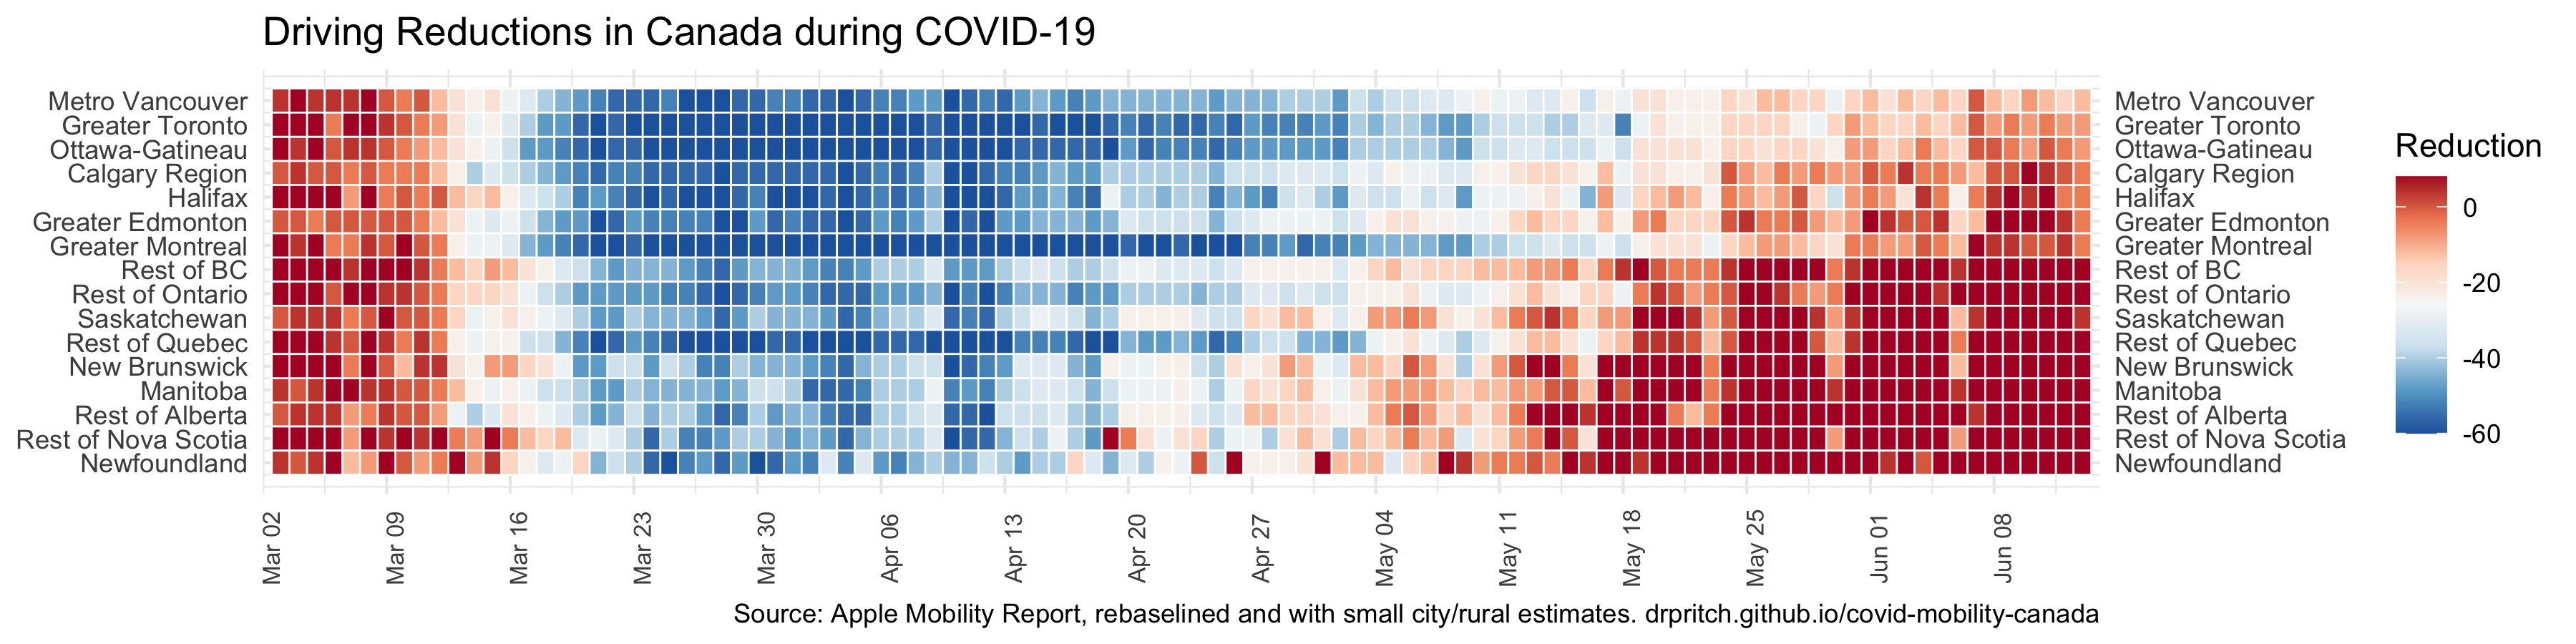 Driving Reductions in Canada during COVID-19
Metro Vancouver
Greater Toronto
Ottawa-Gatineau
Calgary Region
Halifax
Greater Edmonton
Greater Montreal
Rest of BC
Rest of Ontario
Saskatchewan
Rest of Quebec
New Brunswick
Manitoba
Rest of Alberta
Rest of Nova Scotia
Newfoundland
Metro Vancouver
Greater Toronto
Ottawa-Gatineau
Calgary Region
Halifax
Greater Edmonton
Greater Montreal
Rest of BC
Rest of Ontario
Saskatchewan
Rest of Quebec
New Brunswick
Manitoba
Rest of Alberta
Rest of Nova Scotia
Newfoundland
Reduction
0
-20
-40
-60
Mar 02
Mar 09
Mar 16
Mar 23
Mar 30
Apr 06
Apr 13
Apr 20
Apr 27
May 04
May 11
May 18
May 25
Jun 01
Jun 08
Source: Apple Mobility Report, rebaselined and with small city/rural estimates. drpritch.github.io/covid-mobility-canada